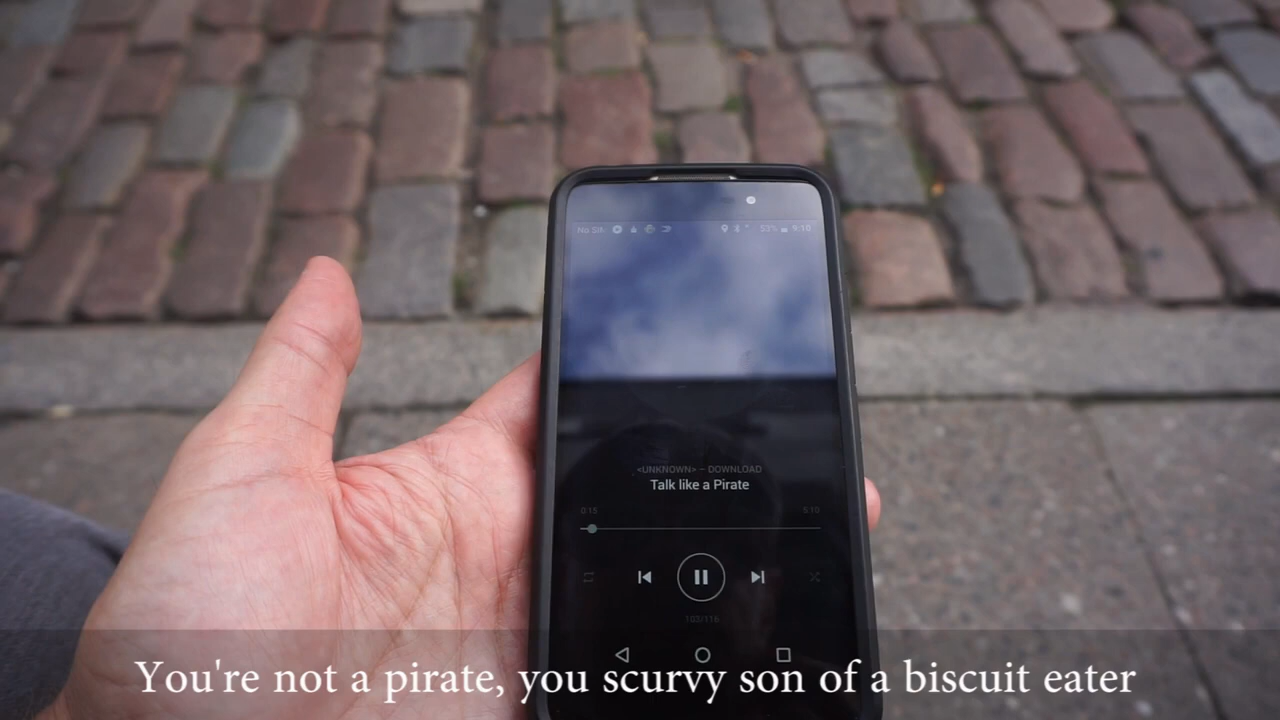 No SIM 53% 9:10
<UNKNOWN> – DOWNLOAD
Talk like a Pirate
0:15 5:10
103/116
You're not a pirate, you scurvy son of a biscuit eater